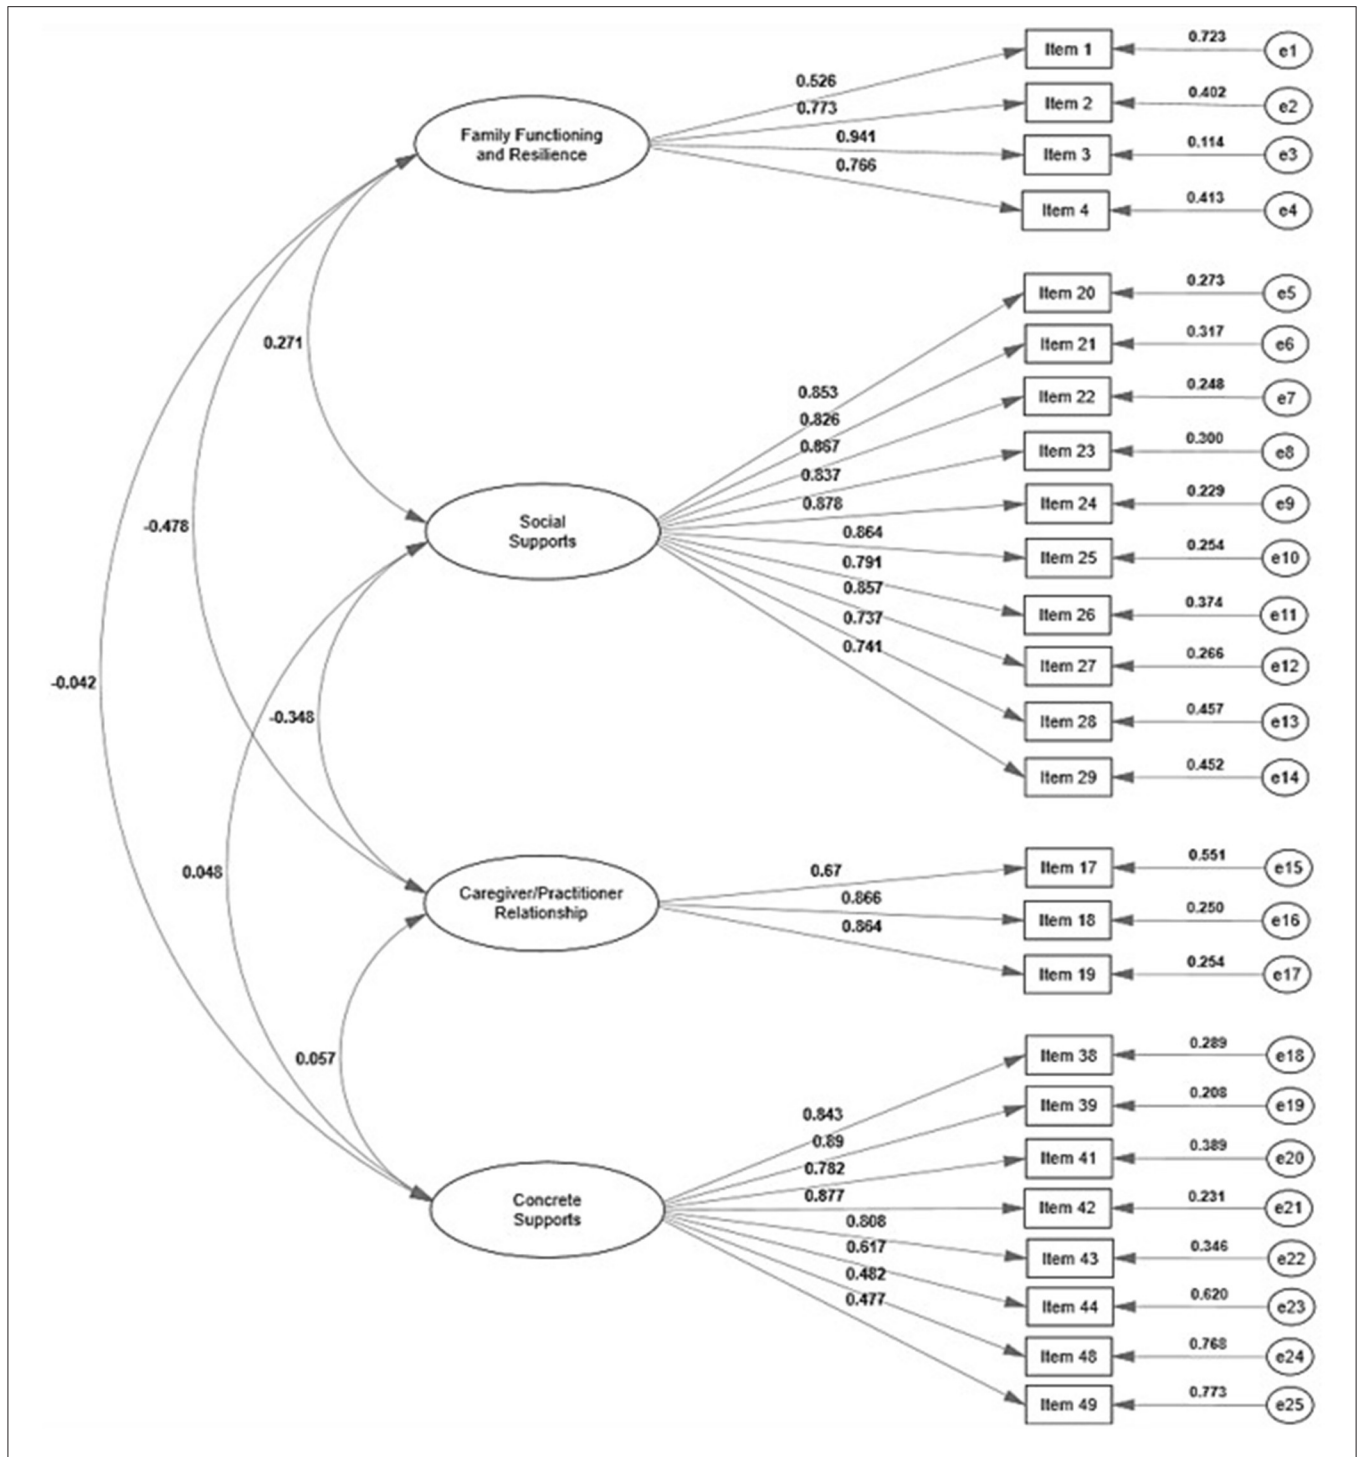 Family Functioning
and Resilience
0.526
0.773
0.941
0.766
Item 1
0.723
e1
Item 2
0.402
e2
Item 3
0.114
e3
Item 4
0.413
e4
0.271
-0.478
-0.042
Social
Supports
0.853
0.826
0.867
0.837
0.878
0.864
0.791
0.857
0.737
0.741
Item 20
0.273
e5
Item 21
0.317
e6
Item 22
0.248
e7
Item 23
0.300
e8
Item 24
0.229
e9
Item 25
0.254
e10
Item 26
0.374
e11
Item 27
0.266
e12
Item 28
0.457
e13
Item 29
0.452
e14
-0.348
0.048
Caregiver/Practitioner
Relationship
0.67
0.866
0.864
Item 17
0.551
e15
Item 18
0.250
e16
Item 19
0.254
e17
0.057
Concrete
Supports
0.843
0.89
0.782
0.877
0.808
0.617
0.482
0.477
Item 38
0.289
e18
Item 39
0.208
e19
Item 41
0.389
e20
Item 42
0.231
e21
Item 43
0.346
e22
Item 44
0.620
e23
Item 48
0.768
e24
Item 49
0.773
e25